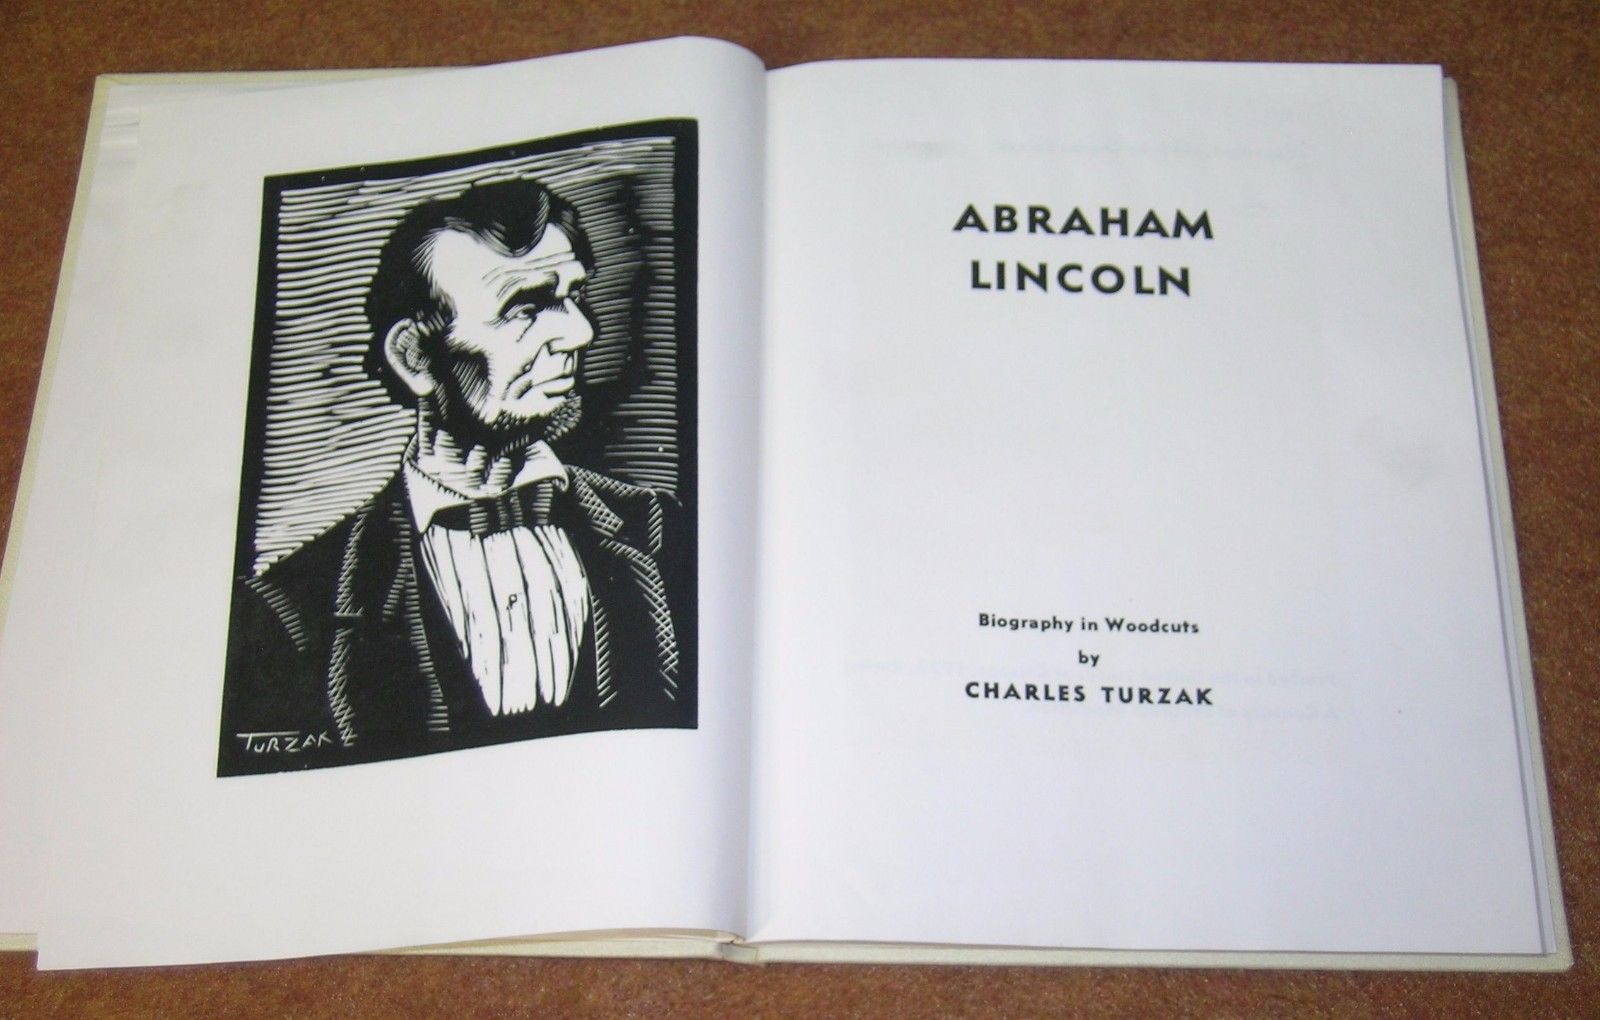 TURZAK
ABRAHAM
LINCOLN
Biography in Woodcuts
by
CHARLES TURZAK